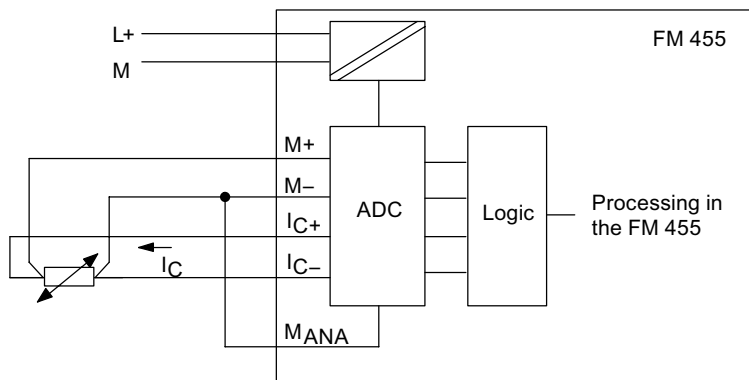 L+
FM 455
M
M+
M–
ADC
Logic
Processing in
the FM 455
IC+
IC
IC–
MANA